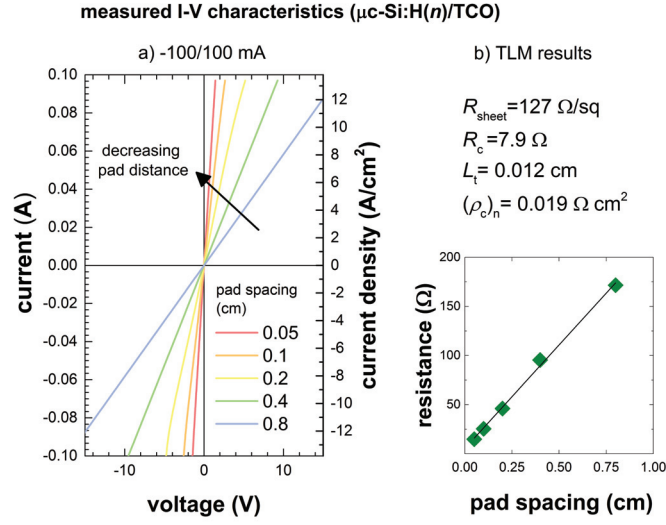 measured I-V characteristics (μc-Si:H(n)/TCO)
a) -100/100 mA
b) TLM results
0.10
0.08
0.06
0.04
0.02
0.00
-0.02
-0.04
-0.06
-0.08
-0.10
current (A)
decreasing
pad distance
pad spacing
(cm)
0.05
0.1
0.2
0.4
0.8
12
10
8
6
4
2
0
-2
-4
-6
-8
-10
-12
current density (A/cm²)
-10
0
10
voltage (V)
R_sheet=127 Ω/sq
R_c=7.9 Ω
L_t= 0.012 cm
(ρ_c)_n= 0.019 Ω cm²
200
150
100
50
resistance (Ω)
0.00
0.25
0.50
0.75
1.00
pad spacing (cm)